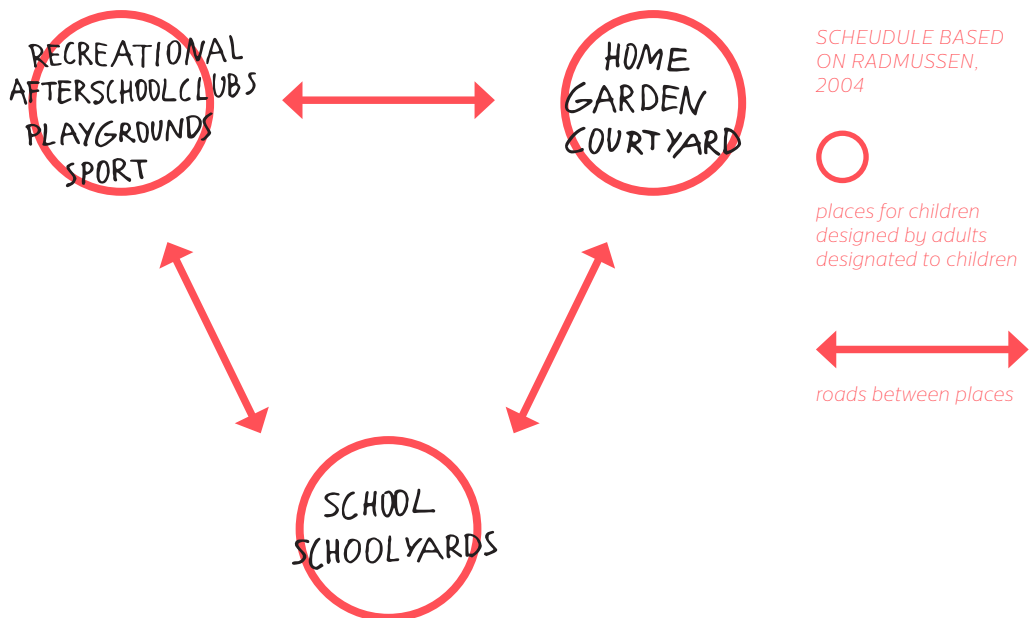 RECREATIONAL
AFTERSCHOOLCLUBS
PLAYGROUNDS
SPORT
HOME
GARDEN
COURTYARD
SCHOOL
SCHOOLYARDS
SCHEUDULE BASED
ON RADMUSSEN,
2004
places for children
designed by adults
designated to children
roads between places